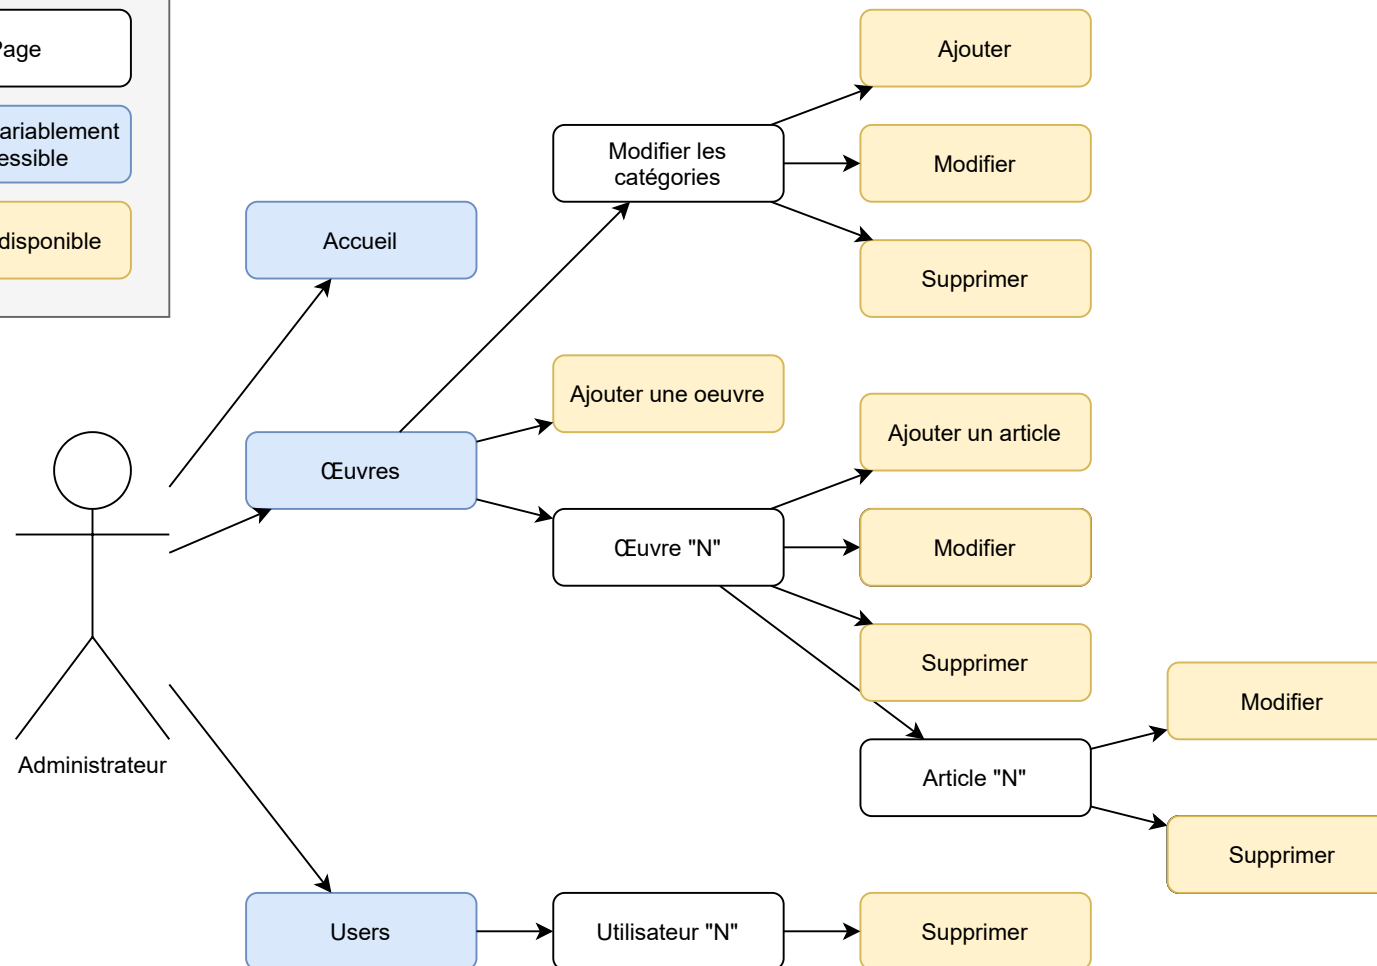 Page
Ajouter
ariablement
Modifier les
catégories
Modifier
essible
disponible
Accueil
Supprimer
Ajouter une oeuvre
Ajouter un article
Œuvres
Œuvre "N"
Modifier
Supprimer
Modifier
Administrateur
Article "N"
Supprimer
Users
Utilisateur "N"
Supprimer